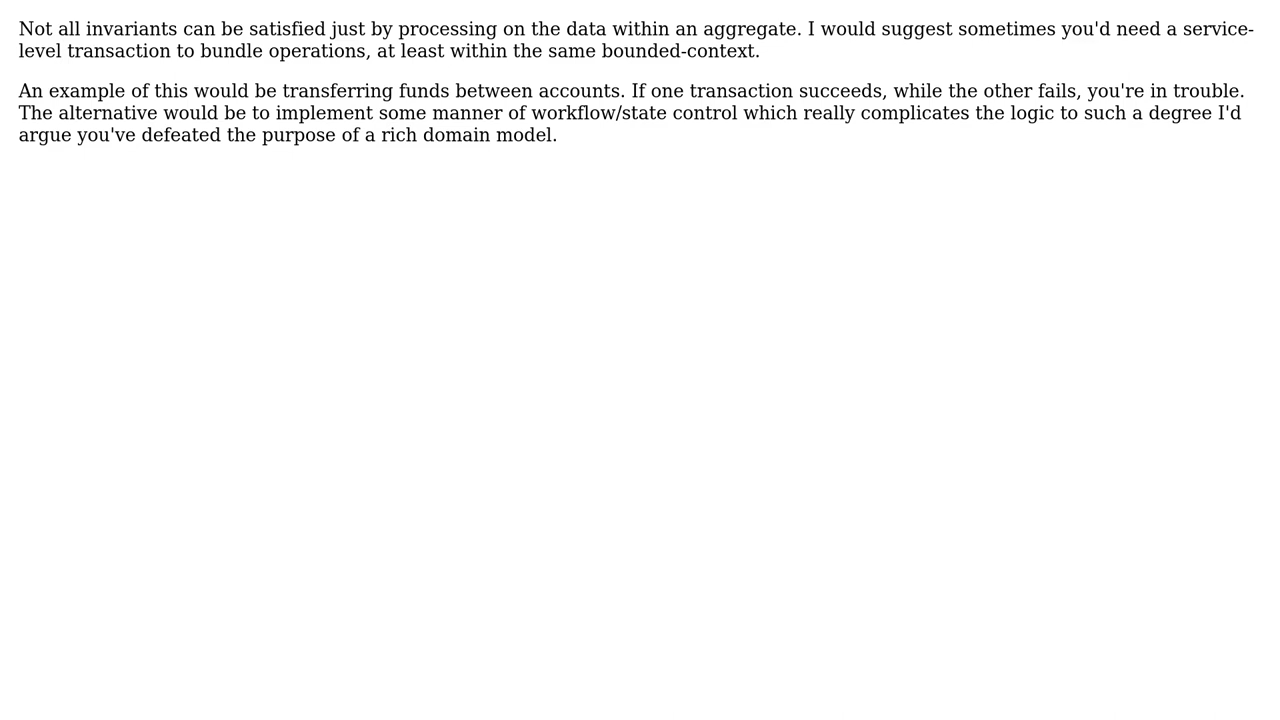 Not all invariants can be satisfied just by processing on the data within an aggregate. I would suggest sometimes you'd need a service-
level transaction to bundle operations, at least within the same bounded-context.
An example of this would be transferring funds between accounts. If one transaction succeeds, while the other fails, you're in trouble.
The alternative would be to implement some manner of workflow/state control which really complicates the logic to such a degree I'd
argue you've defeated the purpose of a rich domain model.